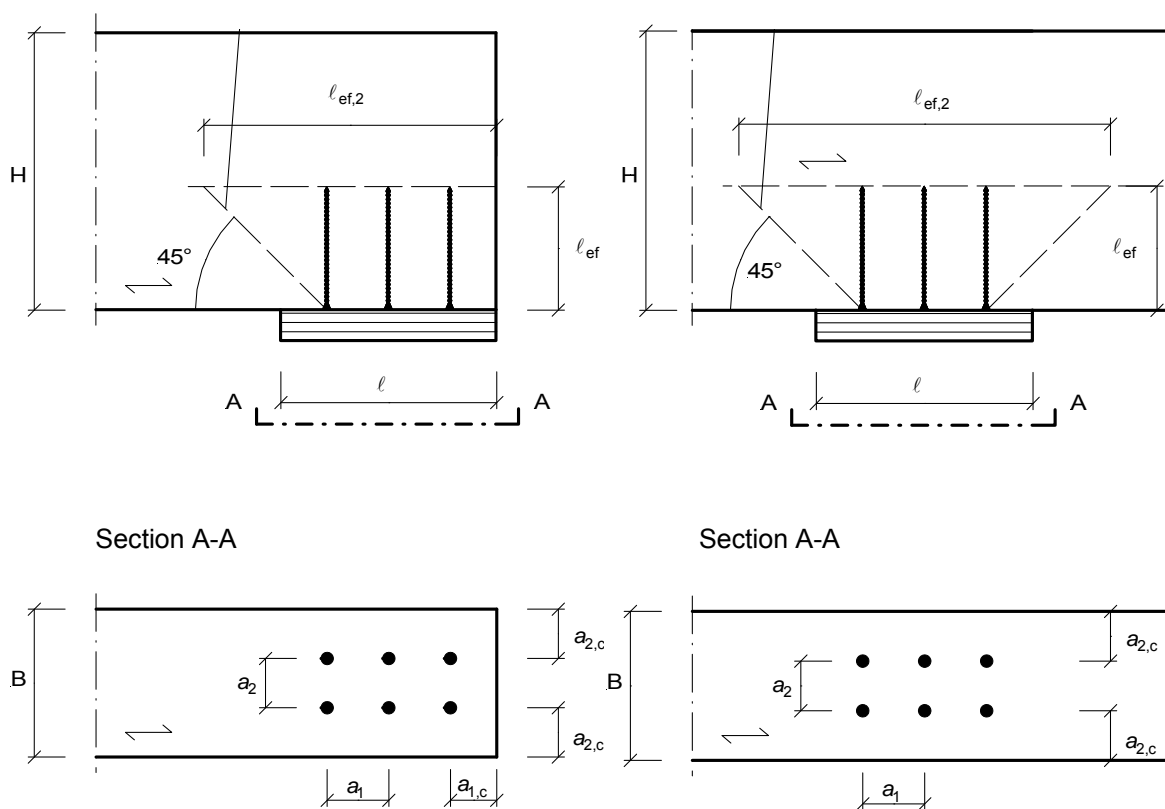 H
ℓef,2
45°
ℓef
ℓ
A A
Section A-A
B
a2
a2,c
a2,c
a1
a1,c
H
ℓef,2
45°
ℓef
ℓ
A A
Section A-A
B
a2
a2,c
a2,c
a1